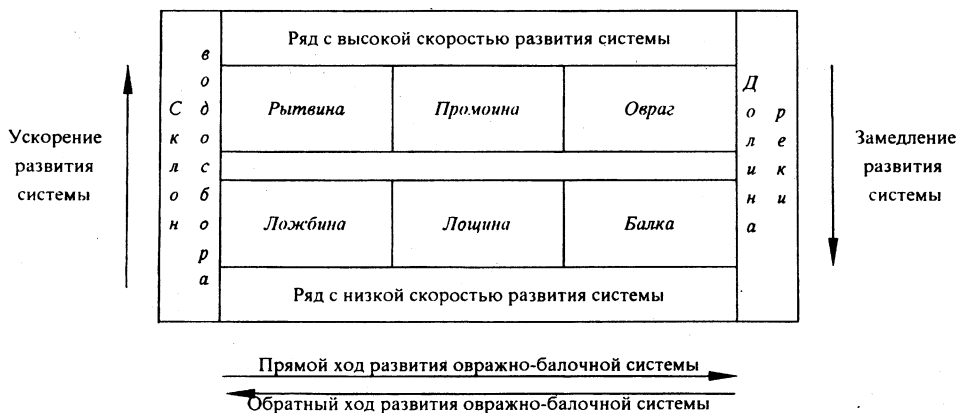 Ряд с высокой скоростью развития системы
Ускорение
развития
системы
Склон
водосбора
Рытвина
Промоина
Овраг
Ложбина
Лощина
Балка
Долина
реки
Замедление
развития
системы
Ряд с низкой скоростью развития системы
Прямой ход развития овражно-балочной системы
Обратный ход развития овражно-балочной системы